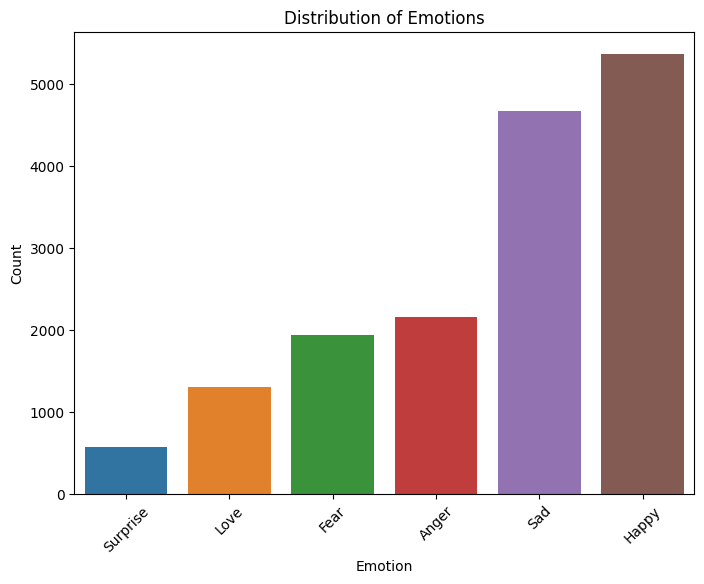 Distribution of Emotions
5000
4000
3000
2000
1000
0
Count
Surprise
Love
Fear
Anger
Sad
Happy
Emotion